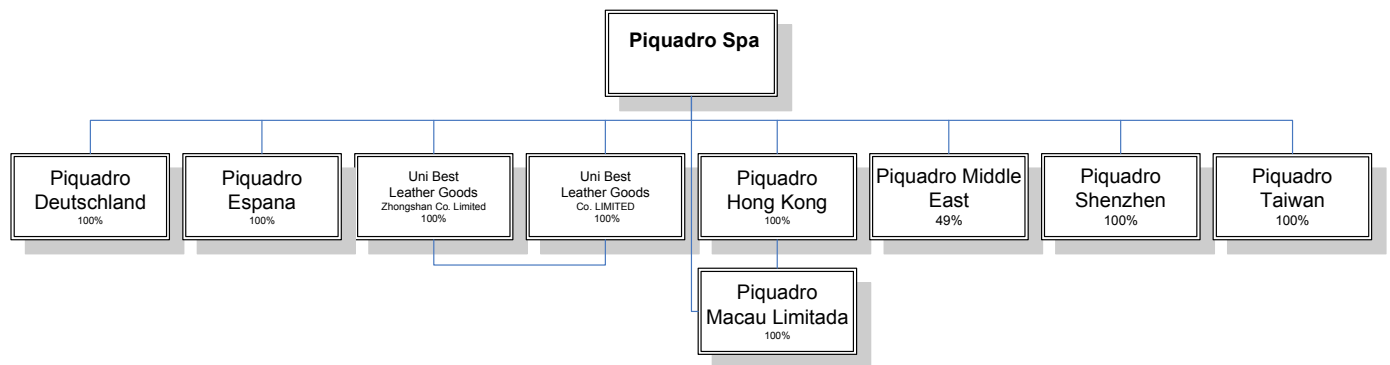 Piquadro Spa
Piquadro
Deutschland
100%
Piquadro
Espana
100%
Uni Best
Leather Goods
Zhongshan Co. Limited
100%
Uni Best
Leather Goods
Co. LIMITED
100%
Piquadro
Hong Kong
100%
Piquadro Middle
East
49%
Piquadro
Shenzhen
100%
Piquadro
Taiwan
100%
Piquadro
Macau Limitada
100%